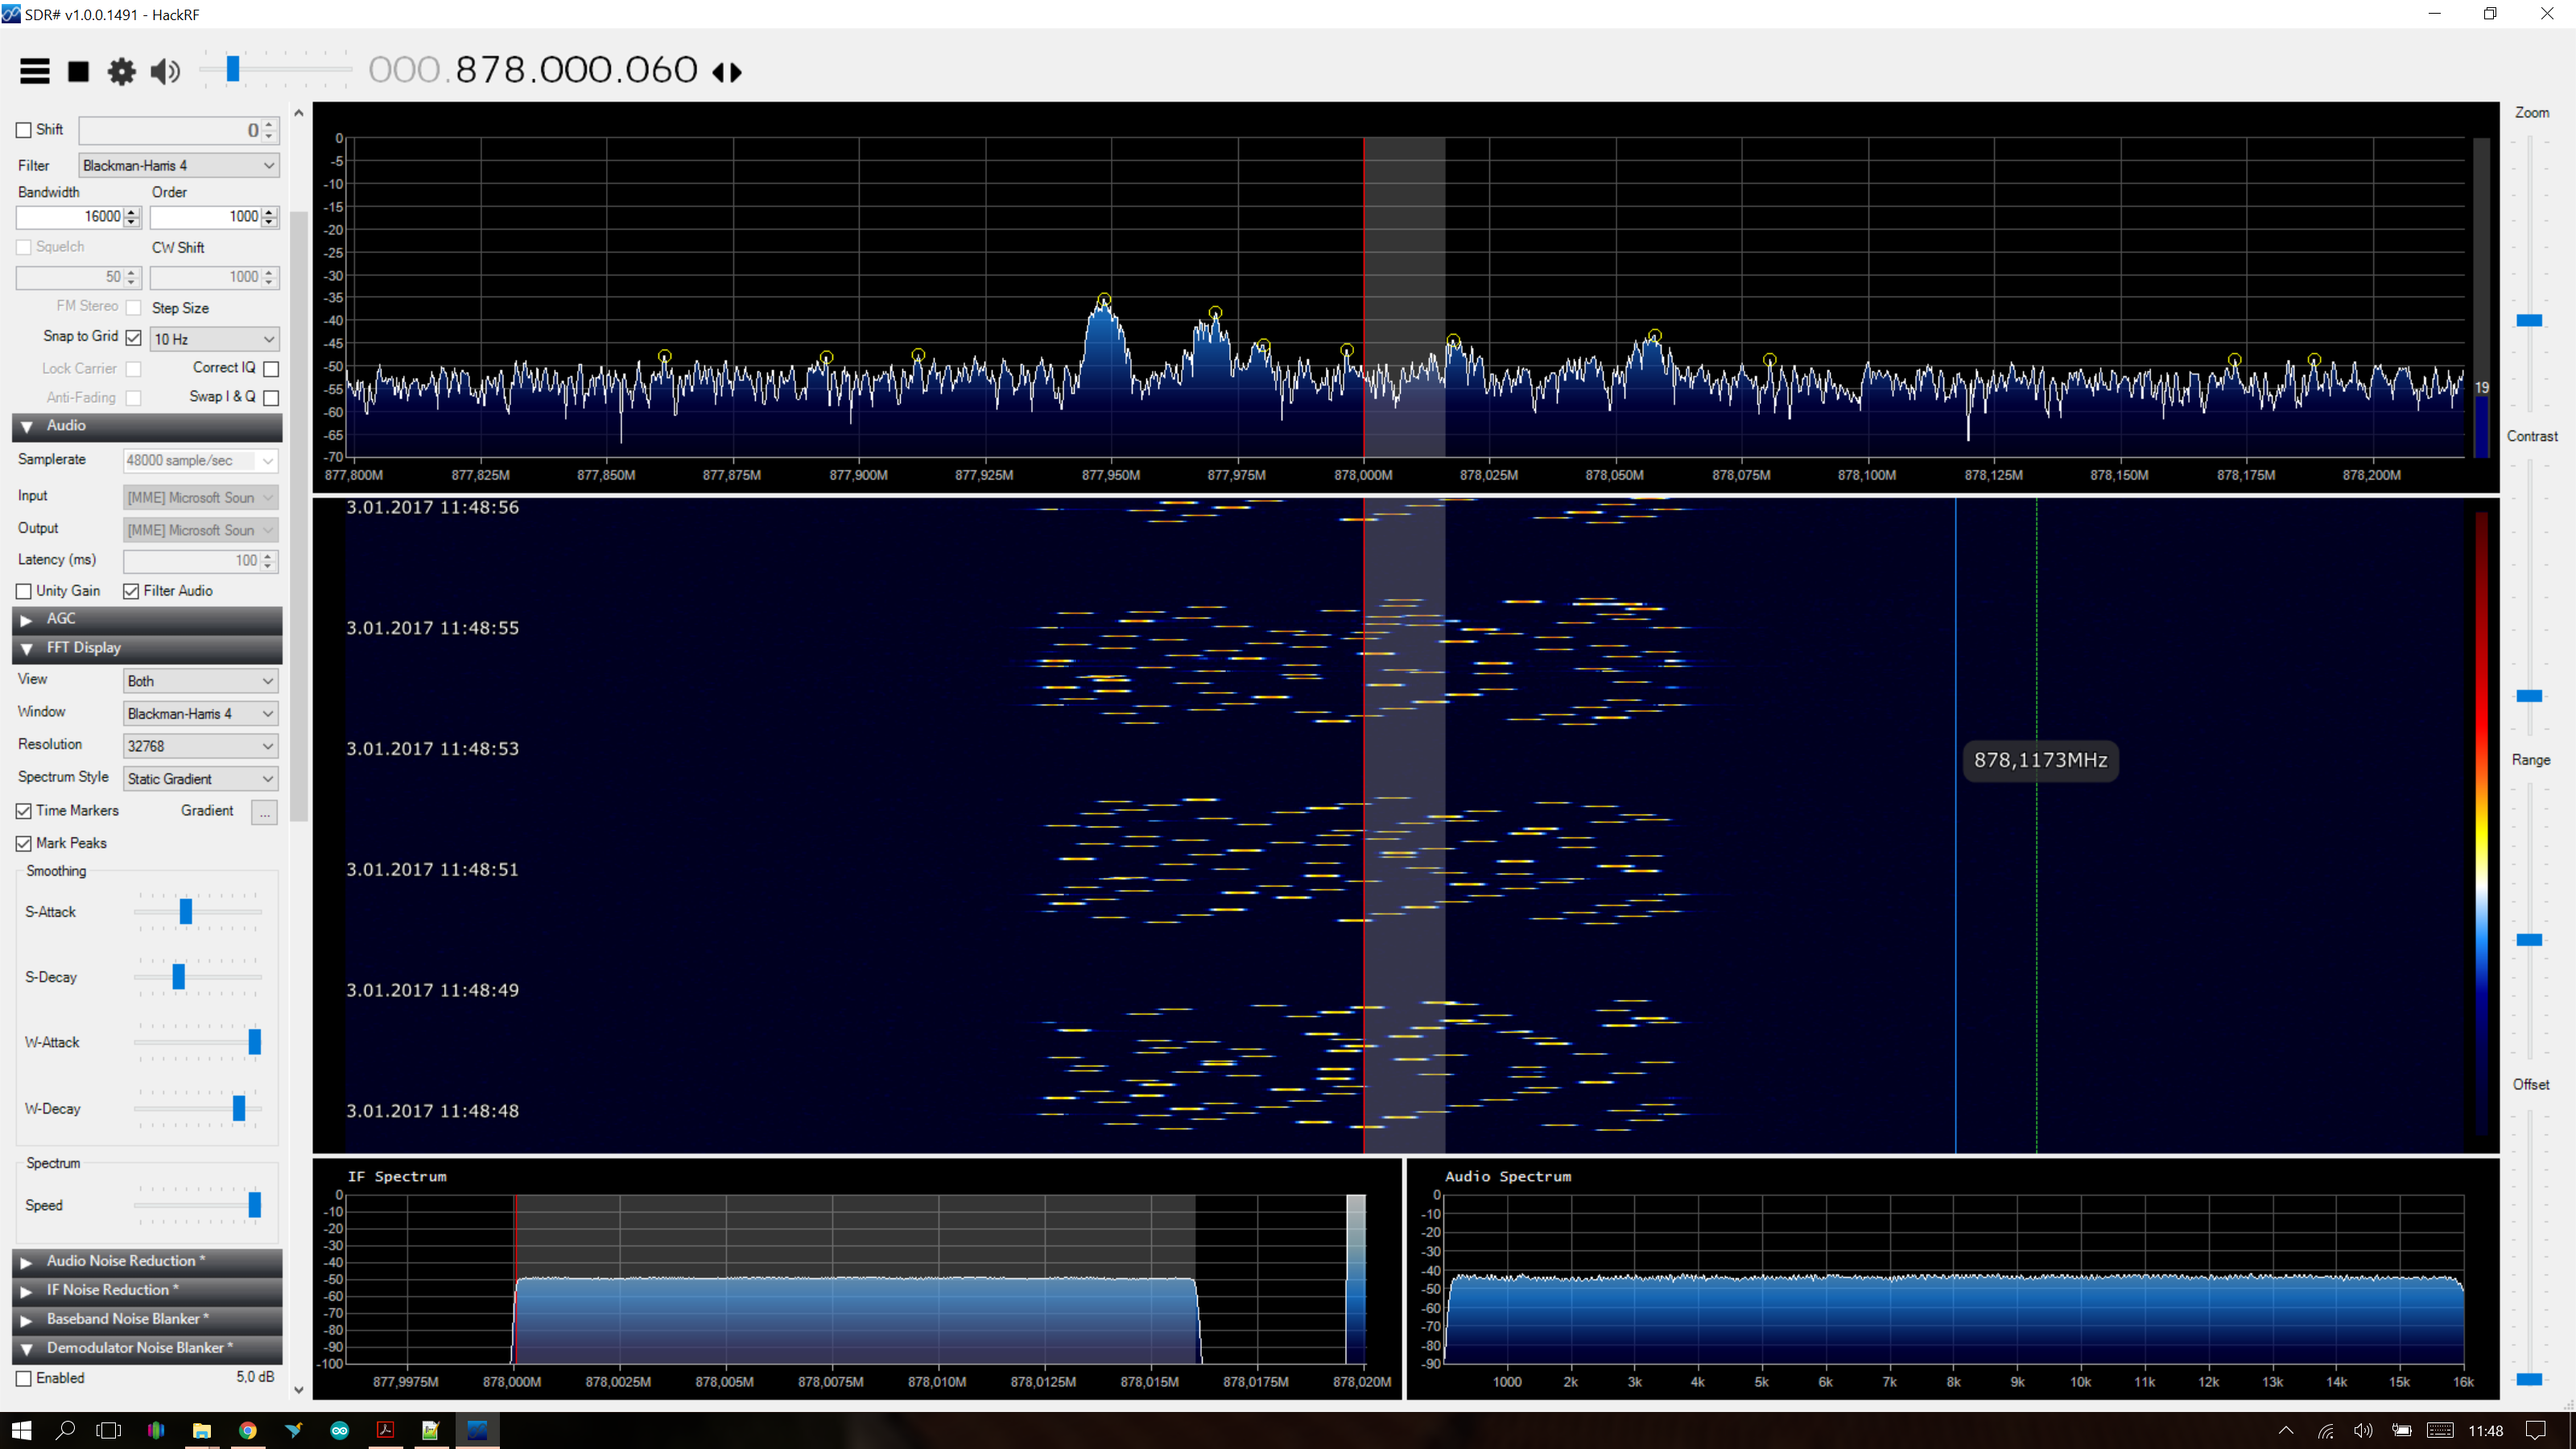 SDR# v1.0.0.1491 - HackRF
000.878.000.060
Shift 0
Filter Blackman-Harris 4
Bandwidth Order
16000 1000
Squelch CW Shift
50 1000
FM Stereo Step Size
Snap to Grid 10 Hz
Lock Carrier Correct IQ
Anti-Fading Swap I & Q
Audio
Samplerate 48000 sample/sec
Input [MME] Microsoft Soun
Output [MME] Microsoft Soun
Latency (ms) 100
Unity Gain Filter Audio
AGC
FFT Display
View Both
Window Blackman-Harris 4
Resolution 32768
Spectrum Style Static Gradient
Time Markers Gradient ...
Mark Peaks
Smoothing
S-Attack
S-Decay
W-Attack
W-Decay
Spectrum
Speed
Audio Noise Reduction *
IF Noise Reduction *
Baseband Noise Blanker *
Demodulator Noise Blanker *
Enabled 5,0 dB
0
-5
-10
-15
-20
-25
-30
-35
-40
-45
-50
-55
-60
-65
-70
877,800M 877,825M 877,850M 877,875M 877,900M 877,925M 877,950M 877,975M 878,000M 878,025M 878,050M 878,075M 878,100M 878,125M 878,150M 878,175M 878,200M
19
3.01.2017 11:48:56
3.01.2017 11:48:55
3.01.2017 11:48:53
3.01.2017 11:48:51
3.01.2017 11:48:49
3.01.2017 11:48:48
878,1173MHz
IF Spectrum
0
-10
-20
-30
-40
-50
-60
-70
-80
-90
-100
877,9975M 878,000M 878,0025M 878,005M 878,0075M 878,010M 878,0125M 878,015M 878,0175M 878,020M
Audio Spectrum
0
-10
-20
-30
-40
-50
-60
-70
-80
-90
1000 2k 3k 4k 5k 6k 7k 8k 9k 10k 11k 12k 13k 14k 15k 16k
Zoom
Contrast
Range
Offset
11:48